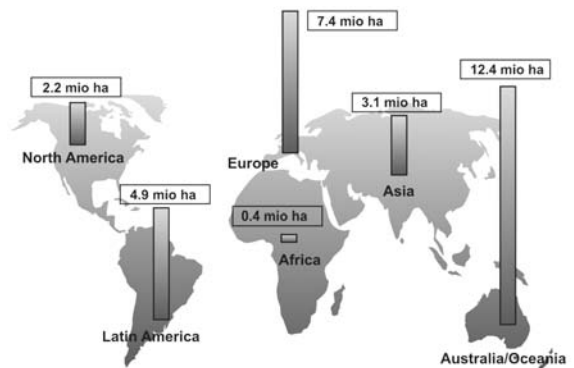 7.4 mio ha
2.2 mio ha
12.4 mio ha
3.1 mio ha
North America
Europe
4.9 mio ha
Asia
0.4 mio ha
Africa
Latin America
Australia/Oceania